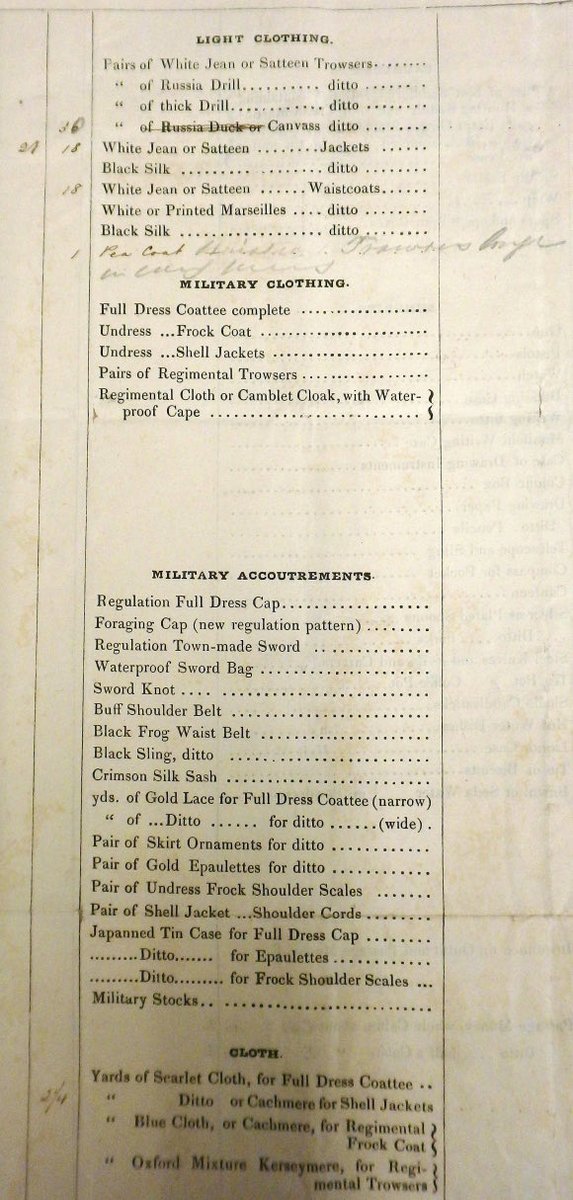 LIGHT CLOTHING.
Pairs of White Jean or Satteen Trowsers.......
“ of Russia Drill.......... ditto .......
“ of thick Drill............ ditto .......
“ of Russia Duck or Canvass ditto ........
21 18 White Jean or Satteen ........Jackets ......
Black Silk .................... ditto ........
18 White Jean or Satteen ......Waistcoats......
White or Printed Marseilles .... ditto ........
Black Silk .................... ditto ........
1 Pea Coat Trowsers
MILITARY CLOTHING.
Full Dress Coattee complete ..................
Undress ...Frock Coat ........................
Undress ...Shell Jackets ......................
Pairs of Regimental Trowsers ..................
Regimental Cloth or Camblet Cloak, with Water-
proof Cape ............................
MILITARY ACCOUTREMENTS.
Regulation Full Dress Cap...................
Foraging Cap (new regulation pattern) ........
Regulation Town-made Sword .. ............
Waterproof Sword Bag ......................
Sword Knot .... ..........................
Buff Shoulder Belt ..........................
Black Frog Waist Belt ......................
Black Sling, ditto ..........................
Crimson Silk Sash ..........................
yds. of Gold Lace for Full Dress Coattee (narrow)
“ of ...Ditto ...... for ditto ......(wide) .
Pair of Skirt Ornaments for ditto ............
Pair of Gold Epaulettes for ditto ............
Pair of Undress Frock Shoulder Scales .......
Pair of Shell Jacket ...Shoulder Cords ........
Japanned Tin Case for Full Dress Cap ........
.........Ditto....... for Epaulettes ............
.........Ditto......... for Frock Shoulder Scales ...
Military Stocks.. ..........................
CLOTH.
Yards of Scarlet Cloth, for Full Dress Coattee ..
“ Ditto or Cachmere for Shell Jackets
“ Blue Cloth, or Cachmere, for Regimental
Frock Coat
“ Oxford Mixture Kerseymere, for Regi-
mental Trowsers